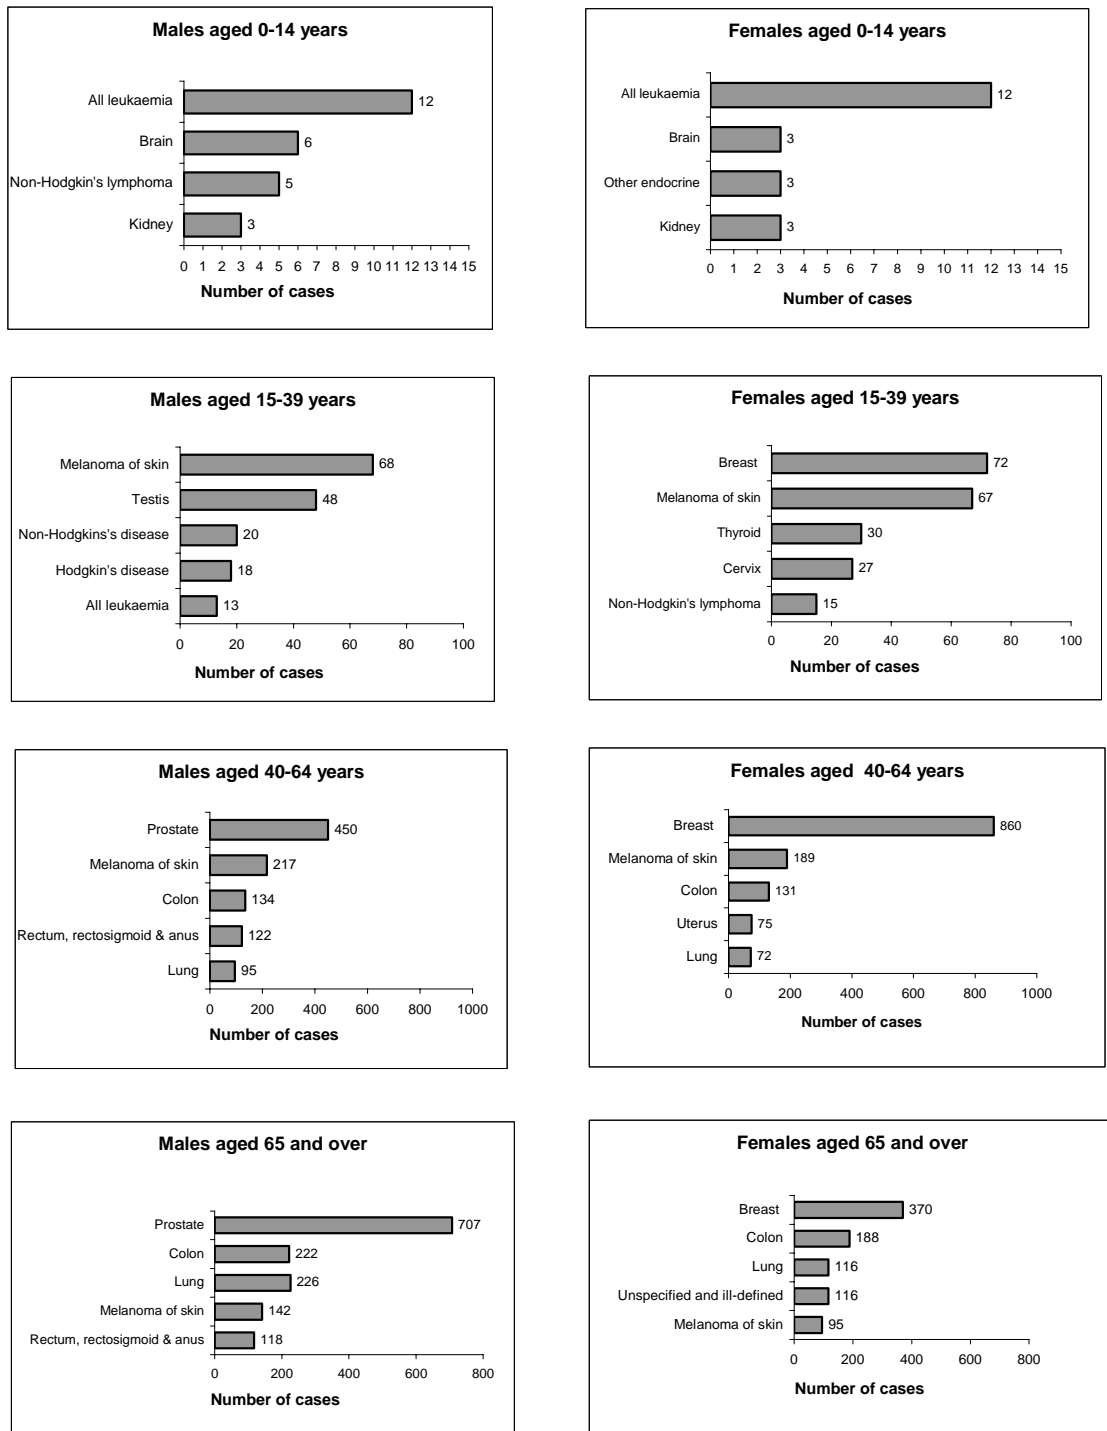 Males aged 0-14 years
All leukaemia 12
Brain 6
Non-Hodgkin's lymphoma 5
Kidney 3
0 1 2 3 4 5 6 7 8 9 10 11 12 13 14 15
Number of cases
Females aged 0-14 years
All leukaemia 12
Brain 3
Other endocrine 3
Kidney 3
0 1 2 3 4 5 6 7 8 9 10 11 12 13 14 15
Number of cases
Males aged 15-39 years
Melanoma of skin 68
Testis 48
Non-Hodgkins's disease 20
Hodgkin's disease 18
All leukaemia 13
0 20 40 60 80 100
Number of cases
Females aged 15-39 years
Breast 72
Melanoma of skin 67
Thyroid 30
Cervix 27
Non-Hodgkin's lymphoma 15
0 20 40 60 80 100
Number of cases
Males aged 40-64 years
Prostate 450
Melanoma of skin 217
Colon 134
Rectum, rectosigmoid & anus 122
Lung 95
0 200 400 600 800 1000
Number of cases
Females aged 40-64 years
Breast 860
Melanoma of skin 189
Colon 131
Uterus 75
Lung 72
0 200 400 600 800 1000
Number of cases
Males aged 65 and over
Prostate 707
Colon 222
Lung 226
Melanoma of skin 142
Rectum, rectosigmoid & anus 118
0 200 400 600 800
Number of cases
Females aged 65 and over
Breast 370
Colon 188
Lung 116
Unspecified and ill-defined 116
Melanoma of skin 95
0 200 400 600 800
Number of cases